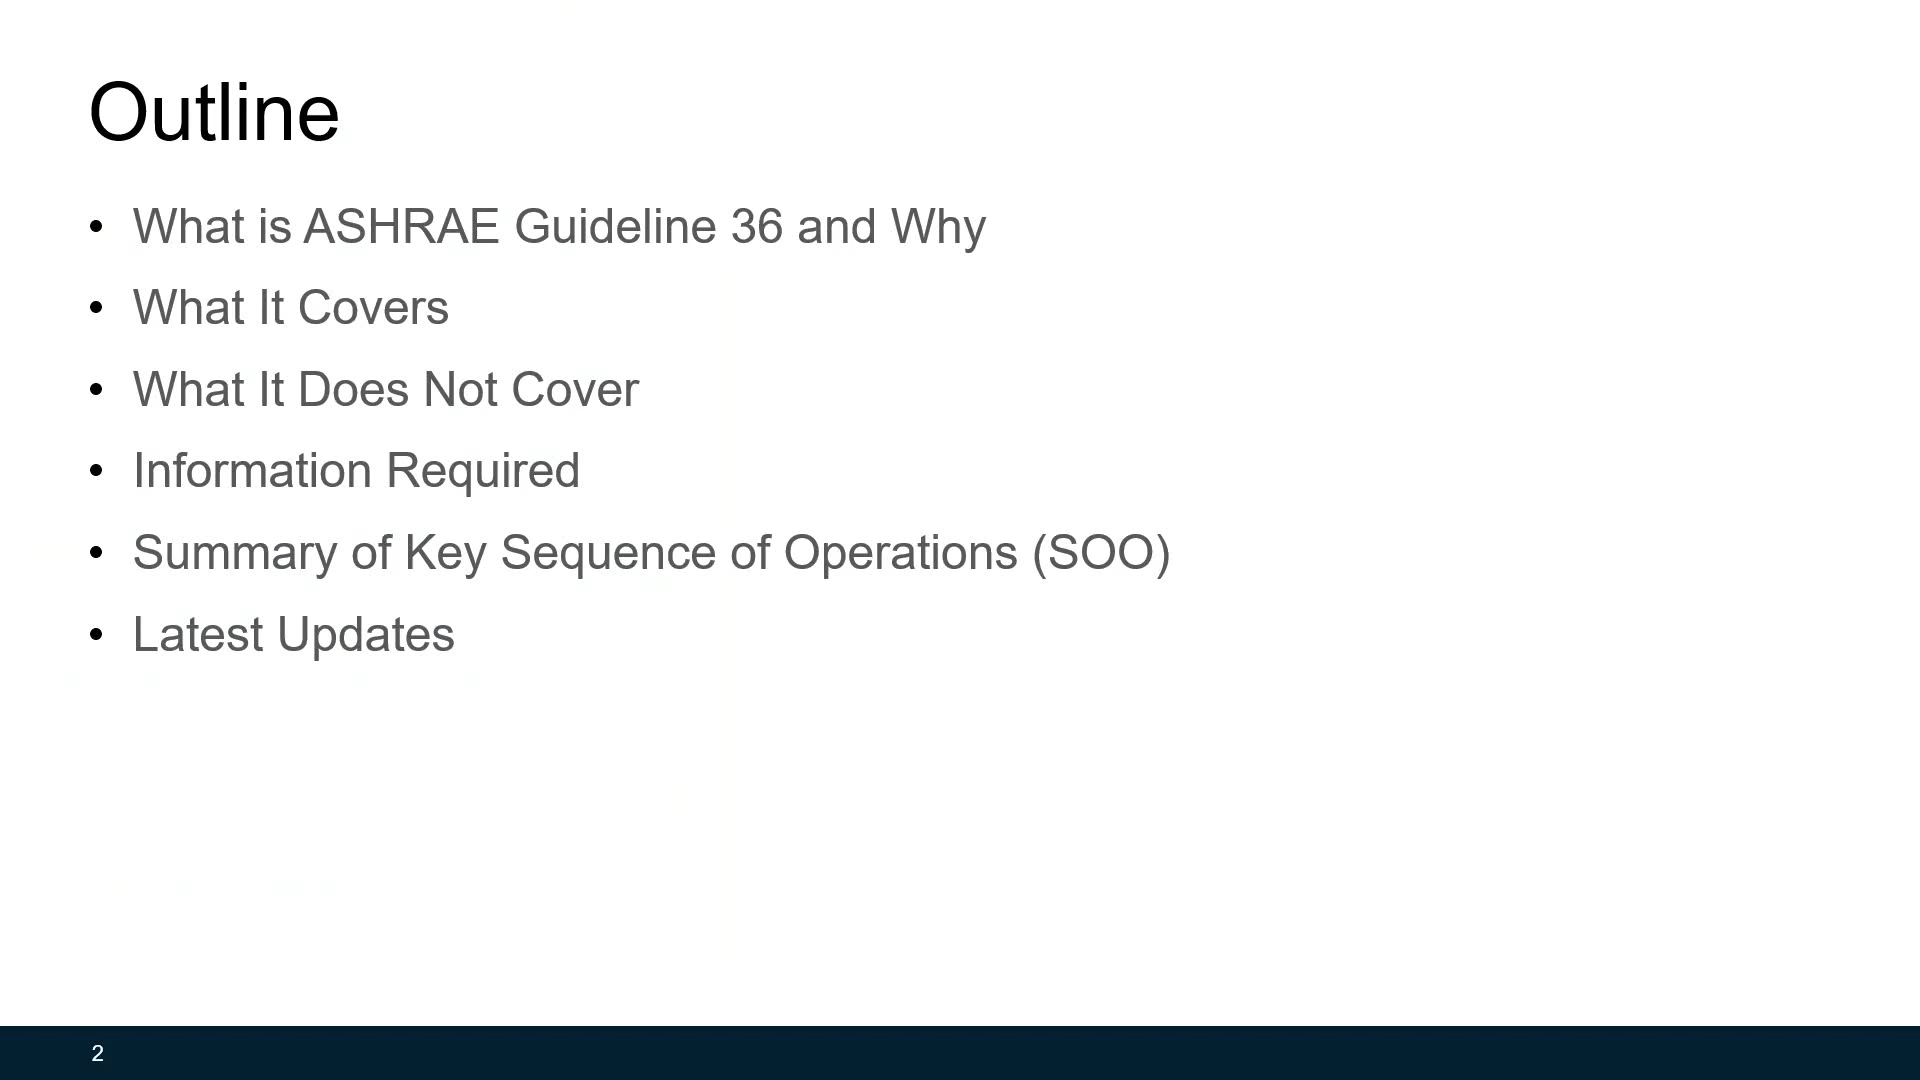 Outline
• What is ASHRAE Guideline 36 and Why
• What It Covers
• What It Does Not Cover
• Information Required
• Summary of Key Sequence of Operations (SOO)
• Latest Updates
2